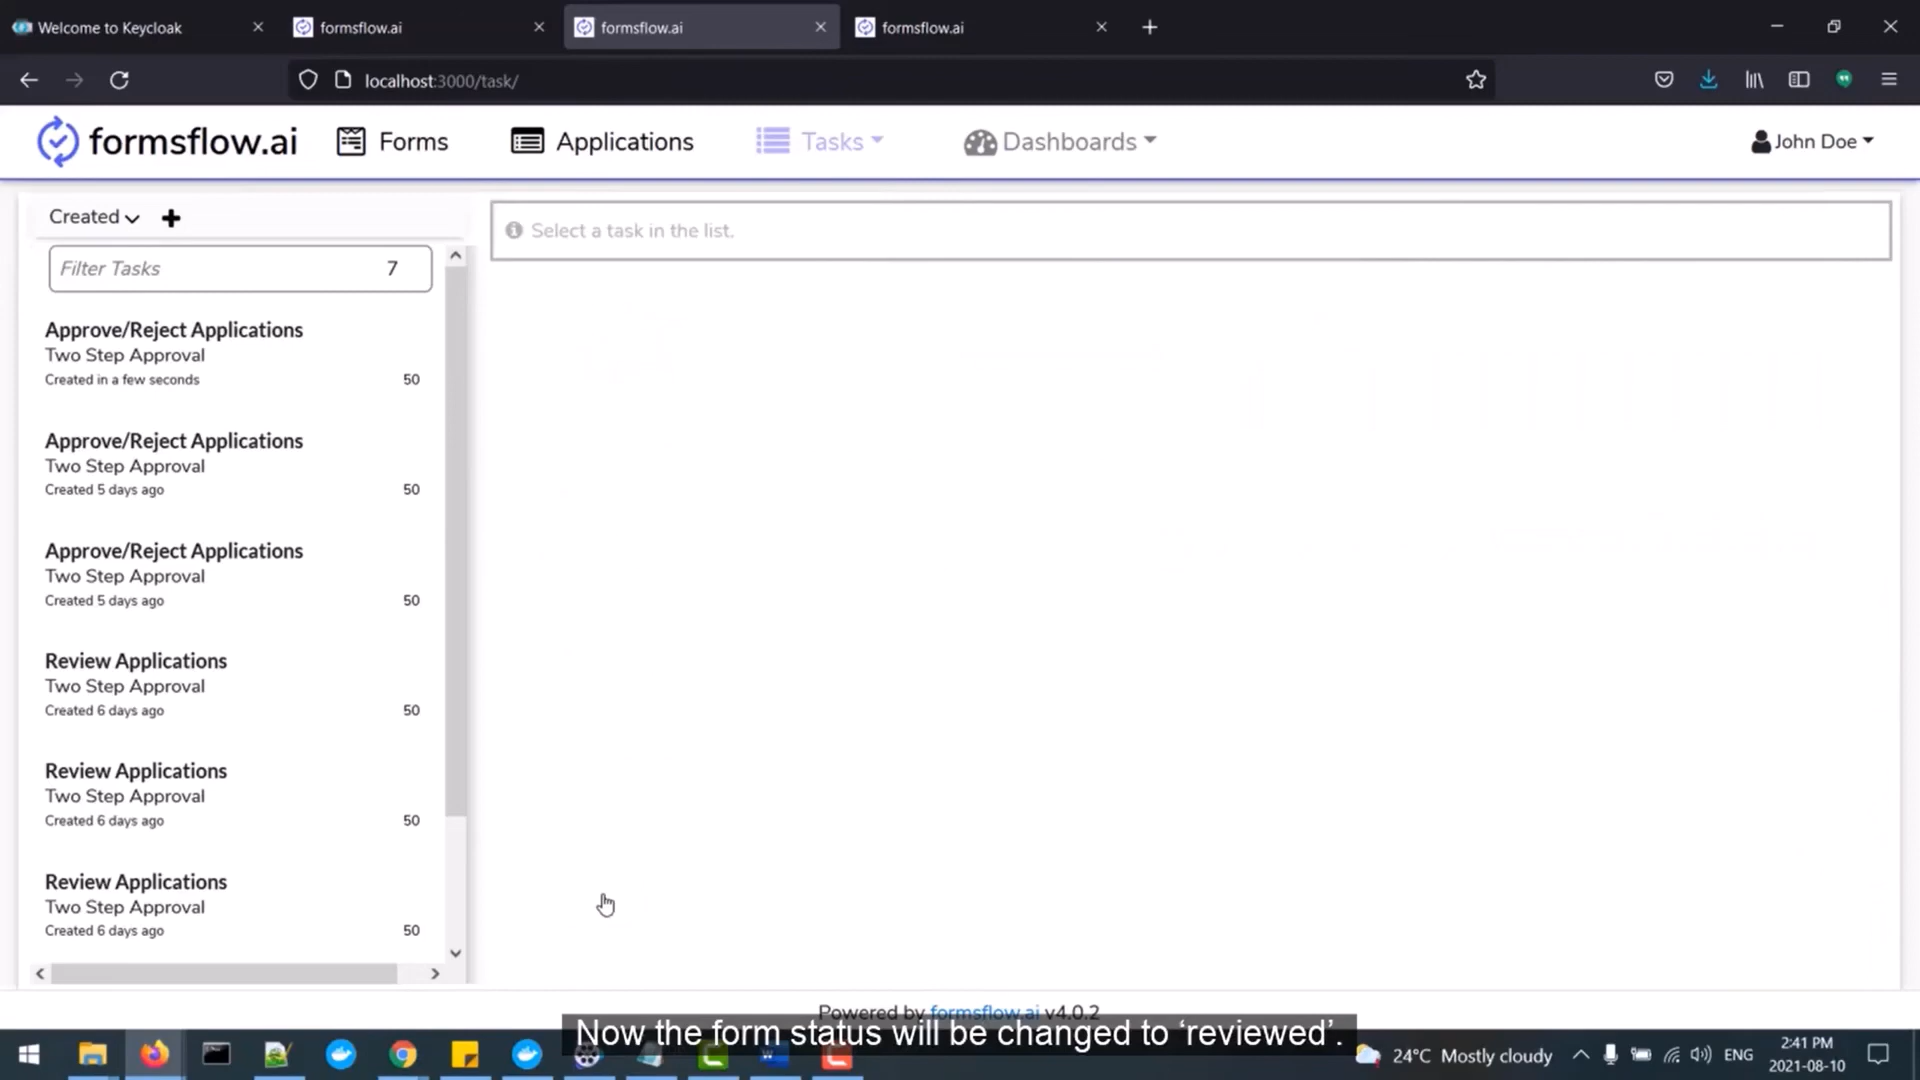 Welcome to Keycloak
formsflow.ai
formsflow.ai
formsflow.ai
localhost:3000/task/
formsflow.ai
Forms
Applications
Tasks
Dashboards
John Doe
Created
Filter Tasks
7
Select a task in the list.
Approve/Reject Applications
Two Step Approval
Created in a few seconds 50
Approve/Reject Applications
Two Step Approval
Created 5 days ago 50
Approve/Reject Applications
Two Step Approval
Created 5 days ago 50
Review Applications
Two Step Approval
Created 6 days ago 50
Review Applications
Two Step Approval
Created 6 days ago 50
Review Applications
Two Step Approval
Created 6 days ago 50
Powered by formsflow.ai v4.0.2
Now the form status will be changed to ‘reviewed’.
24°C Mostly cloudy
ENG
2:41 PM
2021-08-10